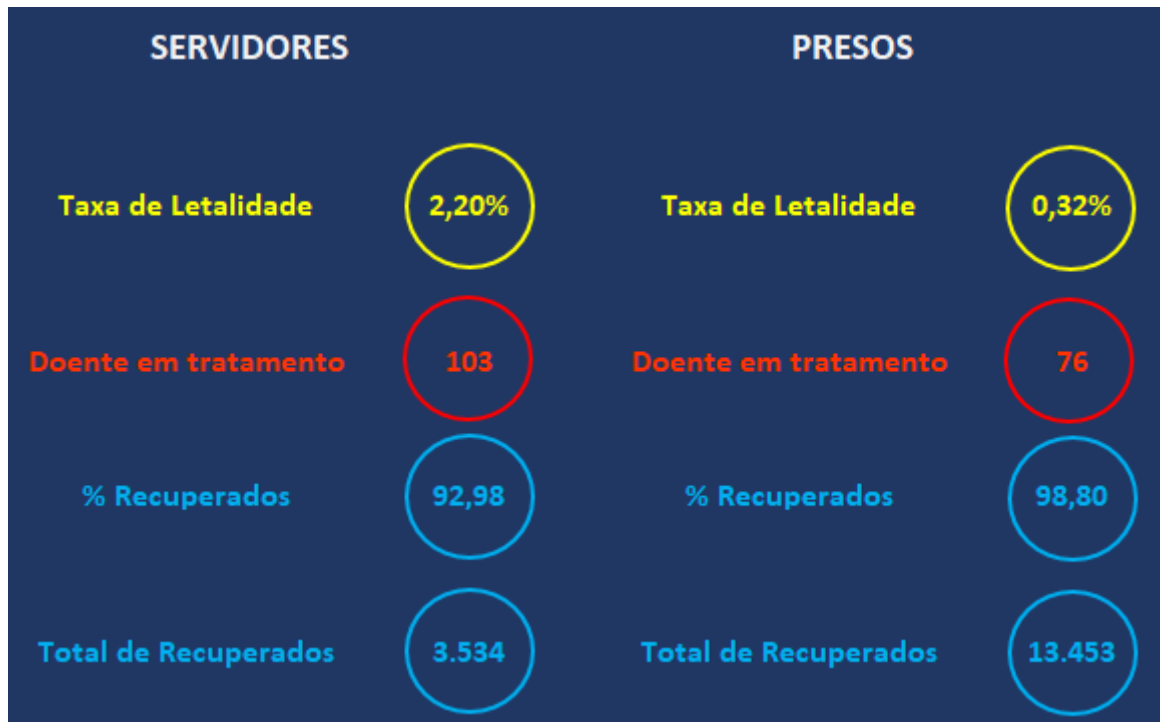 SERVIDORES PRESOS
Taxa de Letalidade 2,20% Taxa de Letalidade 0,32%
Doente em tratamento 103 Doente em tratamento 76
% Recuperados 92,98 % Recuperados 98,80
Total de Recuperados 3.534 Total de Recuperados 13.453